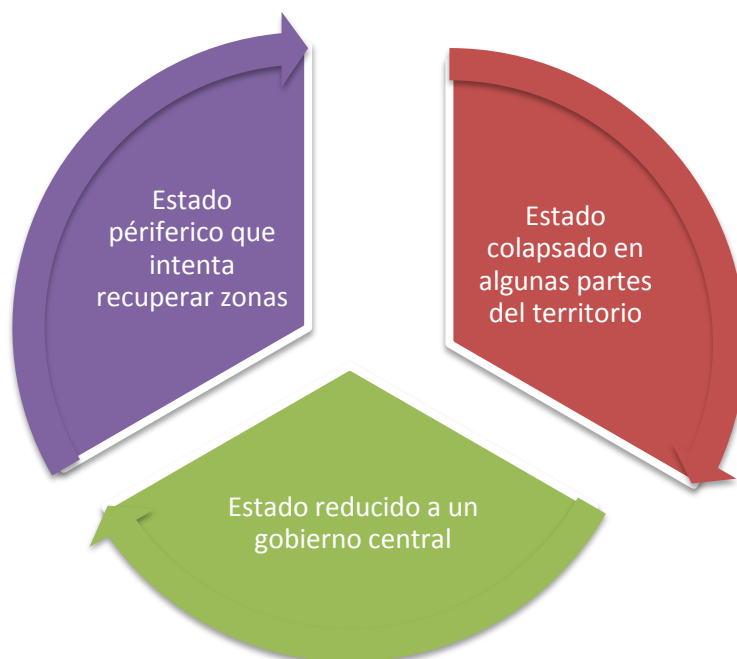 Estado
périferico que
intenta
recuperar zonas
Estado
colapsado en
algunas partes
del territorio
Estado reducido a un
gobierno central